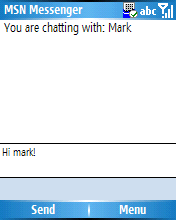 MSN Messenger abc
You are chatting with: Mark
Hi mark!
Send Menu